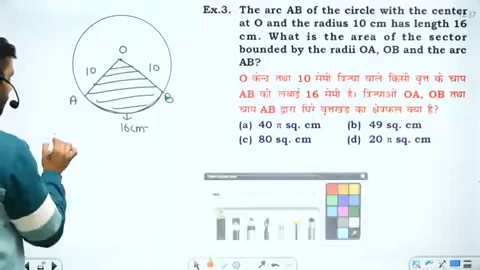 Ex.3. The arc AB of the circle with the center
at O and the radius 10 cm has length 16
cm. What is the area of the sector
bounded by the radii OA, OB and the arc
AB?
O केन्द्र तथा 10 सेमी त्रिज्या वाले किसी वृत्त के चाप
AB की लंबाई 16 सेमी है। त्रिज्याओं OA, OB तथा
चाप AB द्वारा घिरे वृत्तखंड का क्षेत्रफल क्या है?
(a) 40 π sq. cm (b) 49 sq. cm
(c) 80 sq. cm (d) 20 π sq. cm
O
10 10
A B
16cm